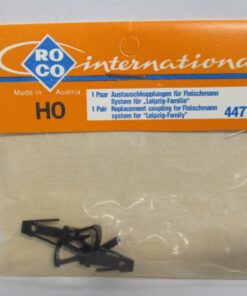 ROCO international
Made in Austria
HO
1 Paar Austauschkupplungen für Fleischmann
System für „Leipzig-Familie“
1 Pair Replacement coupling for Fleischmann
system for "Leipzig-Family"
447